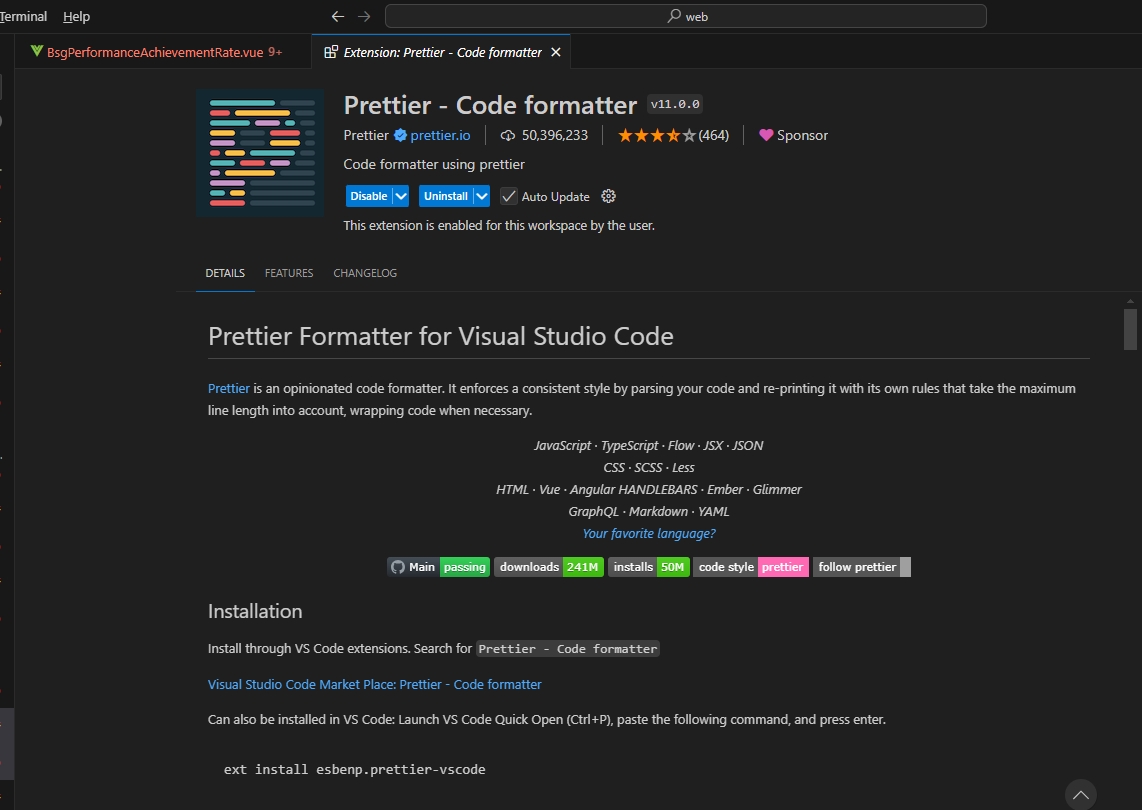 Terminal Help
web
BsgPerformanceAchievementRate.vue 9+
Extension: Prettier - Code formatter
Prettier - Code formatter v11.0.0
Prettier prettier.io 50,396,233 (464) Sponsor
Code formatter using prettier
Disable Uninstall Auto Update
This extension is enabled for this workspace by the user.
DETAILS FEATURES CHANGELOG
Prettier Formatter for Visual Studio Code
Prettier is an opinionated code formatter. It enforces a consistent style by parsing your code and re-printing it with its own rules that take the maximum
line length into account, wrapping code when necessary.
JavaScript · TypeScript · Flow · JSX · JSON
CSS · SCSS · Less
HTML · Vue · Angular HANDLEBARS · Ember · Glimmer
GraphQL · Markdown · YAML
Your favorite language?
Main passing downloads 241M installs 50M code style prettier follow prettier
Installation
Install through VS Code extensions. Search for Prettier - Code formatter
Visual Studio Code Market Place: Prettier - Code formatter
Can also be installed in VS Code: Launch VS Code Quick Open (Ctrl+P), paste the following command, and press enter.
ext install esbenp.prettier-vscode